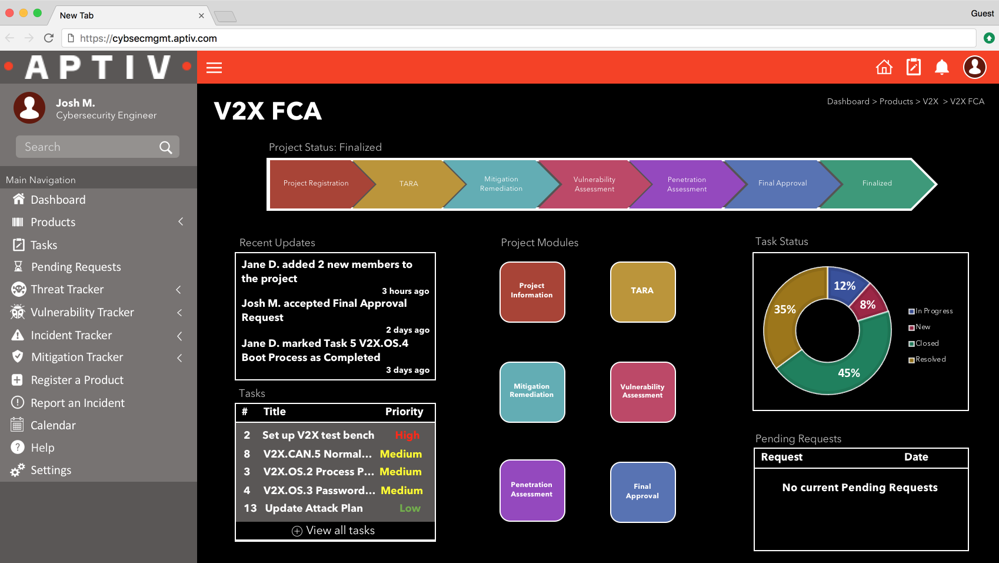 New Tab
Guest
https://cybsecmgmt.aptiv.com
APTIV
Josh M.
Cybersecurity Engineer
Search
Main Navigation
Dashboard
Products
Tasks
Pending Requests
Threat Tracker
Vulnerability Tracker
Incident Tracker
Mitigation Tracker
Register a Product
Report an Incident
Calendar
Help
Settings
V2X FCA
Dashboard > Products > V2X > V2X FCA
Project Status: Finalized
Project Registration
TARA
Mitigation
Remediation
Vulnerability
Assessment
Penetration
Assessment
Final Approval
Finalized
Recent Updates
Jane D. added 2 new members to
the project
3 hours ago
Josh M. accepted Final Approval
Request
2 days ago
Jane D. marked Task 5 V2X.OS.4
Boot Process as Completed
3 days ago
Tasks
# Title Priority
2 Set up V2X test bench High
8 V2X.CAN.5 Normal... Medium
3 V2X.OS.2 Process P... Medium
4 V2X.OS.3 Password... Medium
13 Update Attack Plan Low
View all tasks
Project Modules
Project
Information
TARA
Mitigation
Remediation
Vulnerability
Assessment
Penetration
Assessment
Final
Approval
Task Status
12%
8%
35%
45%
In Progress
New
Closed
Resolved
Pending Requests
Request Date
No current Pending Requests